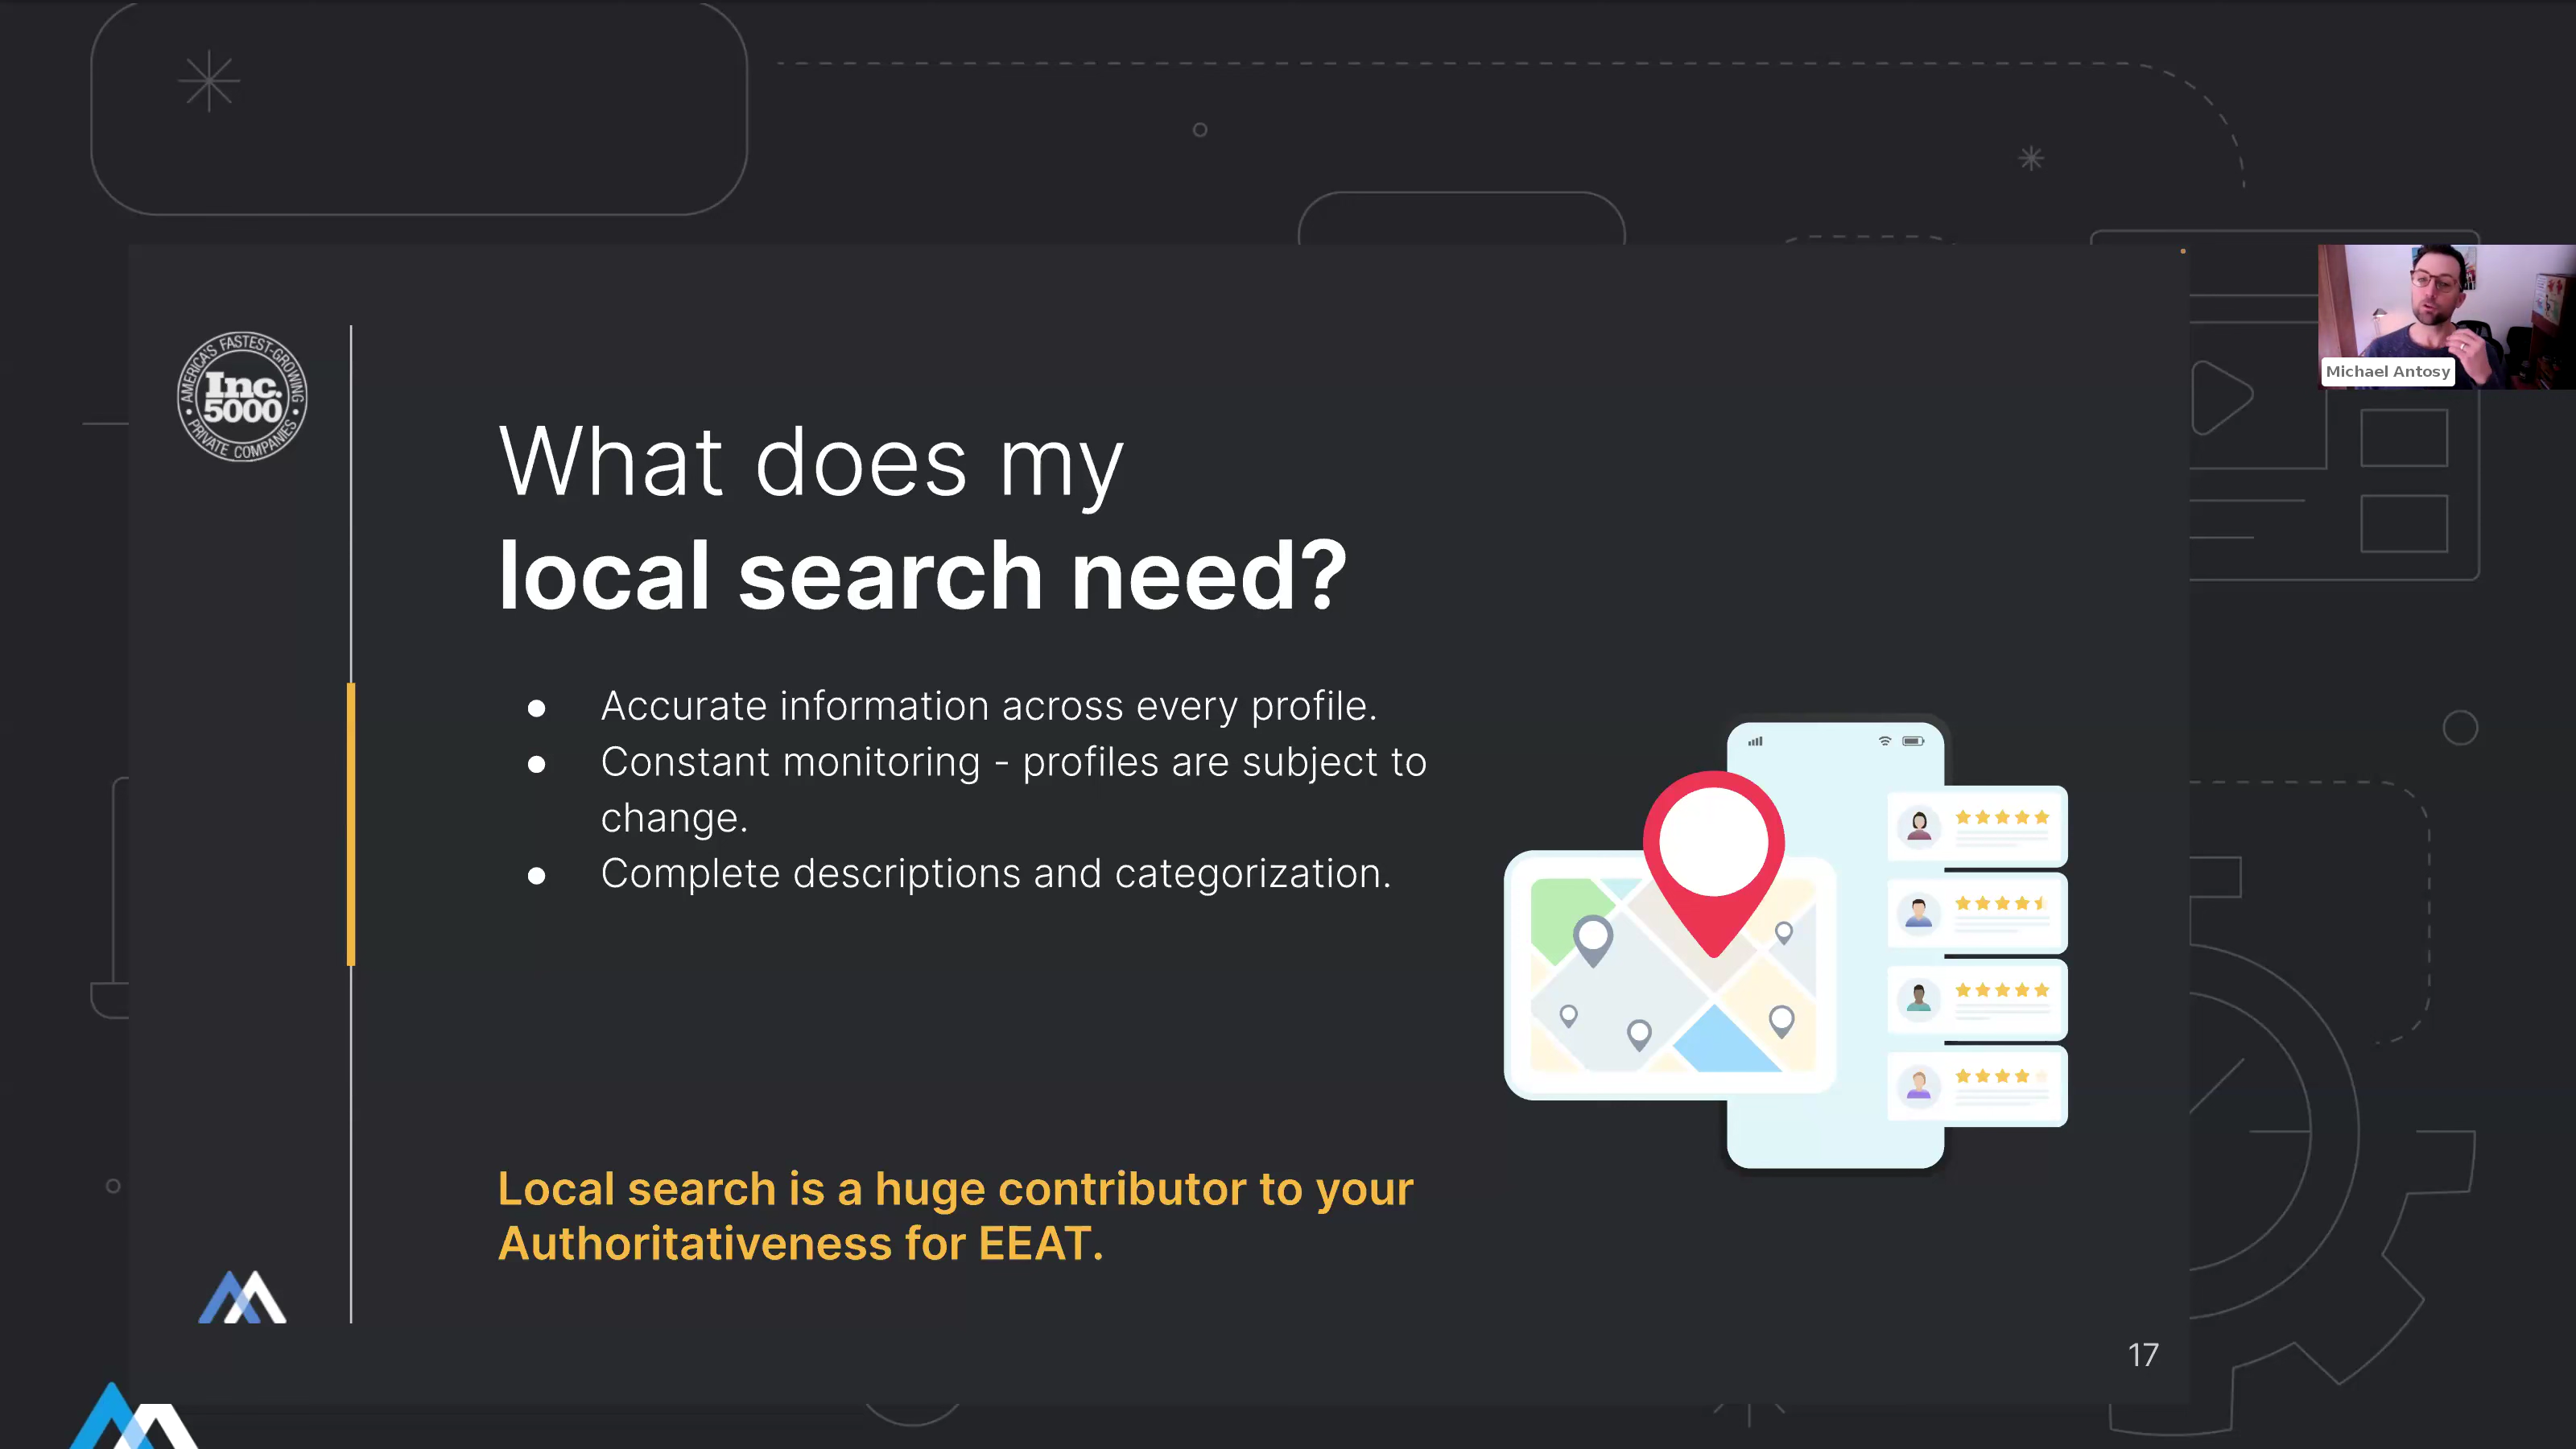 AMERICA'S FASTEST-GROWING
Inc.
5000
PRIVATE COMPANIES
What does my
local search need?
Michael Antosy
● Accurate information across every profile.
● Constant monitoring - profiles are subject to
change.
● Complete descriptions and categorization.
Local search is a huge contributor to your
Authoritativeness for EEAT.
17